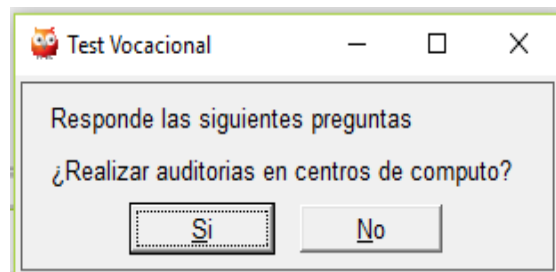 Test Vocacional
Responde las siguientes preguntas
¿Realizar auditorias en centros de computo?
Si No